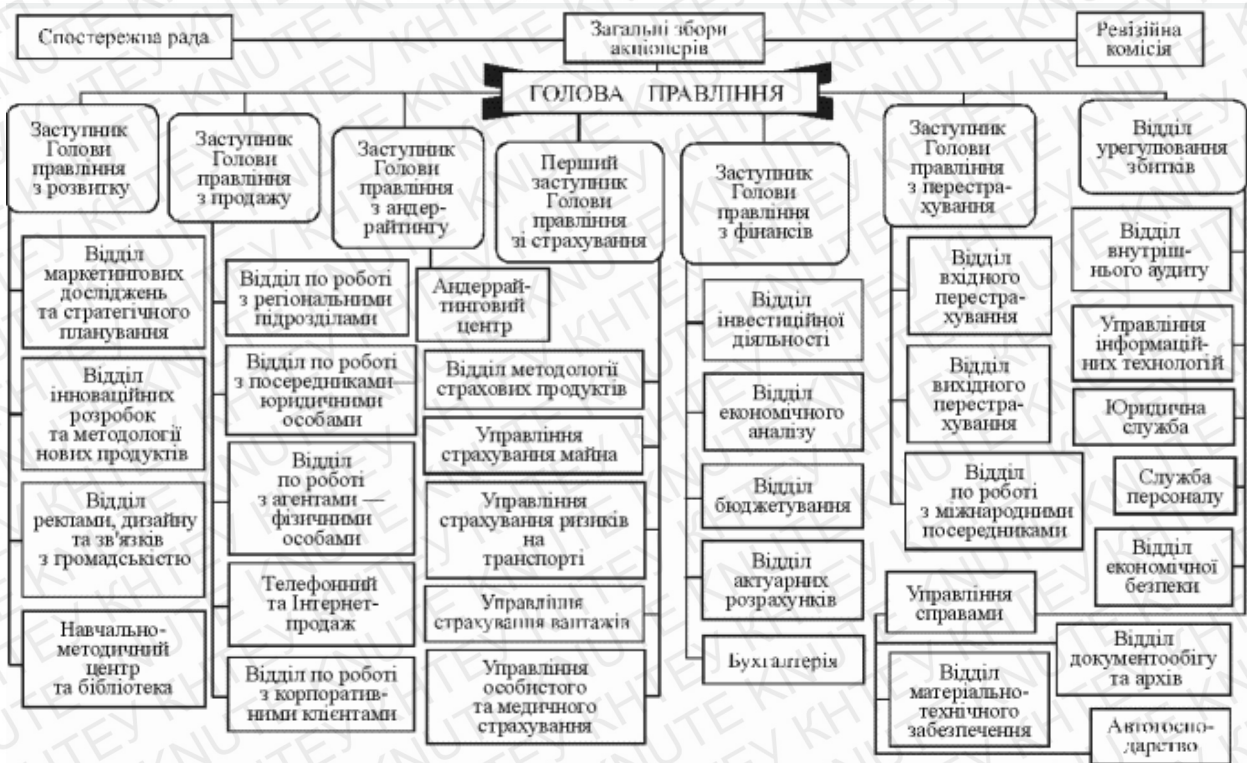 Спостережна рада
Загальні збори
акціонерів
Ревізійна
комісія
ГОЛОВА ПРАВЛІННЯ
Заступник
Голови
правління
з розвитку
Заступник
Голови
правління
з продажу
Заступник
Голови
правління
з андер-
райтингу
Перший
заступник
Голови
правління
зі страхування
Заступник
Голови
правління
з фінансів
Заступник
Голови
правління
з перестра-
хування
Відділ
урегулювання
збитків
Відділ
маркетингових
досліджень
та стратегічного
планування
Відділ
інноваційних
розробок
та методології
нових продуктів
Відділ
реклами, дизайну
та зв'язків
з громадськістю
Навчально-
методичний
центр
та бібліотека
Відділ по роботі
з регіональними
підрозділами
Відділ по роботі
з посередниками—
юридичними
особами
Відділ
по роботі
з агентами —
фізичними
особами
Телефонний
та Інтернет-
продаж
Відділ по роботі
з корпоратив-
ними клієнтами
Андеррай-
тинговий
центр
Відділ методології
страхових продуктів
Управління
страхування майна
Управління
страхування ризиків
на
транспорті
Управління
страхування вантажів
Управління
особистого
та медичного
страхування
Відділ
інвестиційної
діяльності
Відділ
економічного
аналізу
Відділ
бюджетування
Відділ
актуарних
розрахунків
Бухгалтерія
Відділ
вхідного
перестра-
хування
Відділ
вихідного
перестра-
хування
Відділ
по роботі
з міжнародними
посередниками
Управління
справами
Відділ
матеріально-
технічного
забезпечення
Відділ
внутріш-
нього аудиту
Управління
інформацій-
них технологій
Юридична
служба
Служба
персоналу
Відділ
економічної
безпеки
Відділ
документообігу
та архів
Автогоспо-
дарство